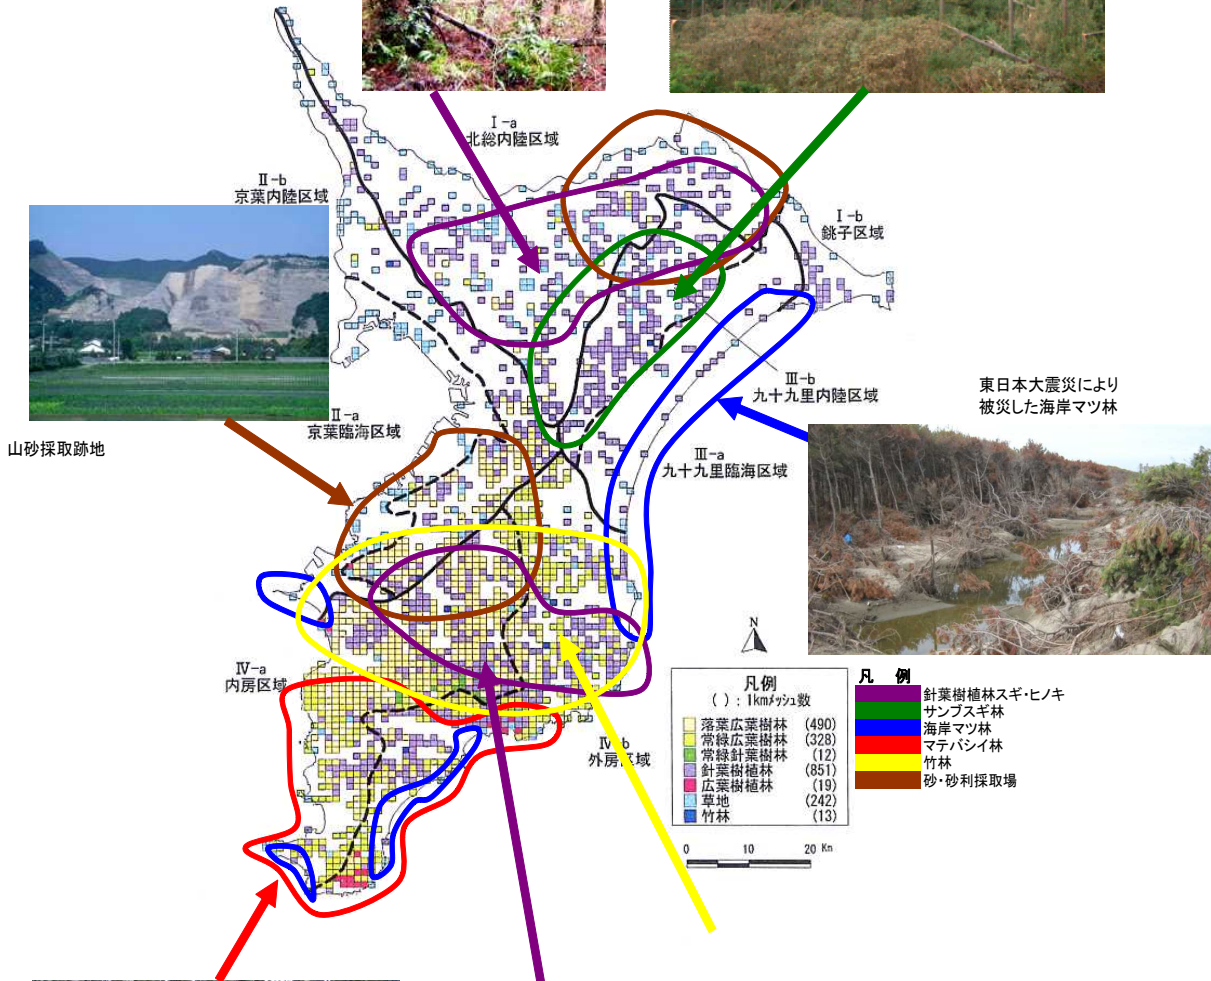 Ⅰ-a
北総内陸区域
Ⅱ-b
京葉内陸区域
Ⅰ-b
銚子区域
Ⅲ-b
九十九里内陸区域
東日本大震災により
被災した海岸マツ林
Ⅱ-a
京葉臨海区域
山砂採取跡地
Ⅲ-a
九十九里臨海区域
N
Ⅳ-a
内房区域
凡例
( ) : 1kmメッシュ数
落葉広葉樹林 (490)
常緑広葉樹林 (328)
常緑針葉樹林 (12)
針葉樹植林 (851)
広葉樹植林 (19)
草地 (242)
竹林 (13)
凡 例
針葉樹植林スギ・ヒノキ
サンブスギ林
海岸マツ林
マテバシイ林
竹林
砂・砂利採取場
Ⅳ-b
外房区域
0 10 20 Km